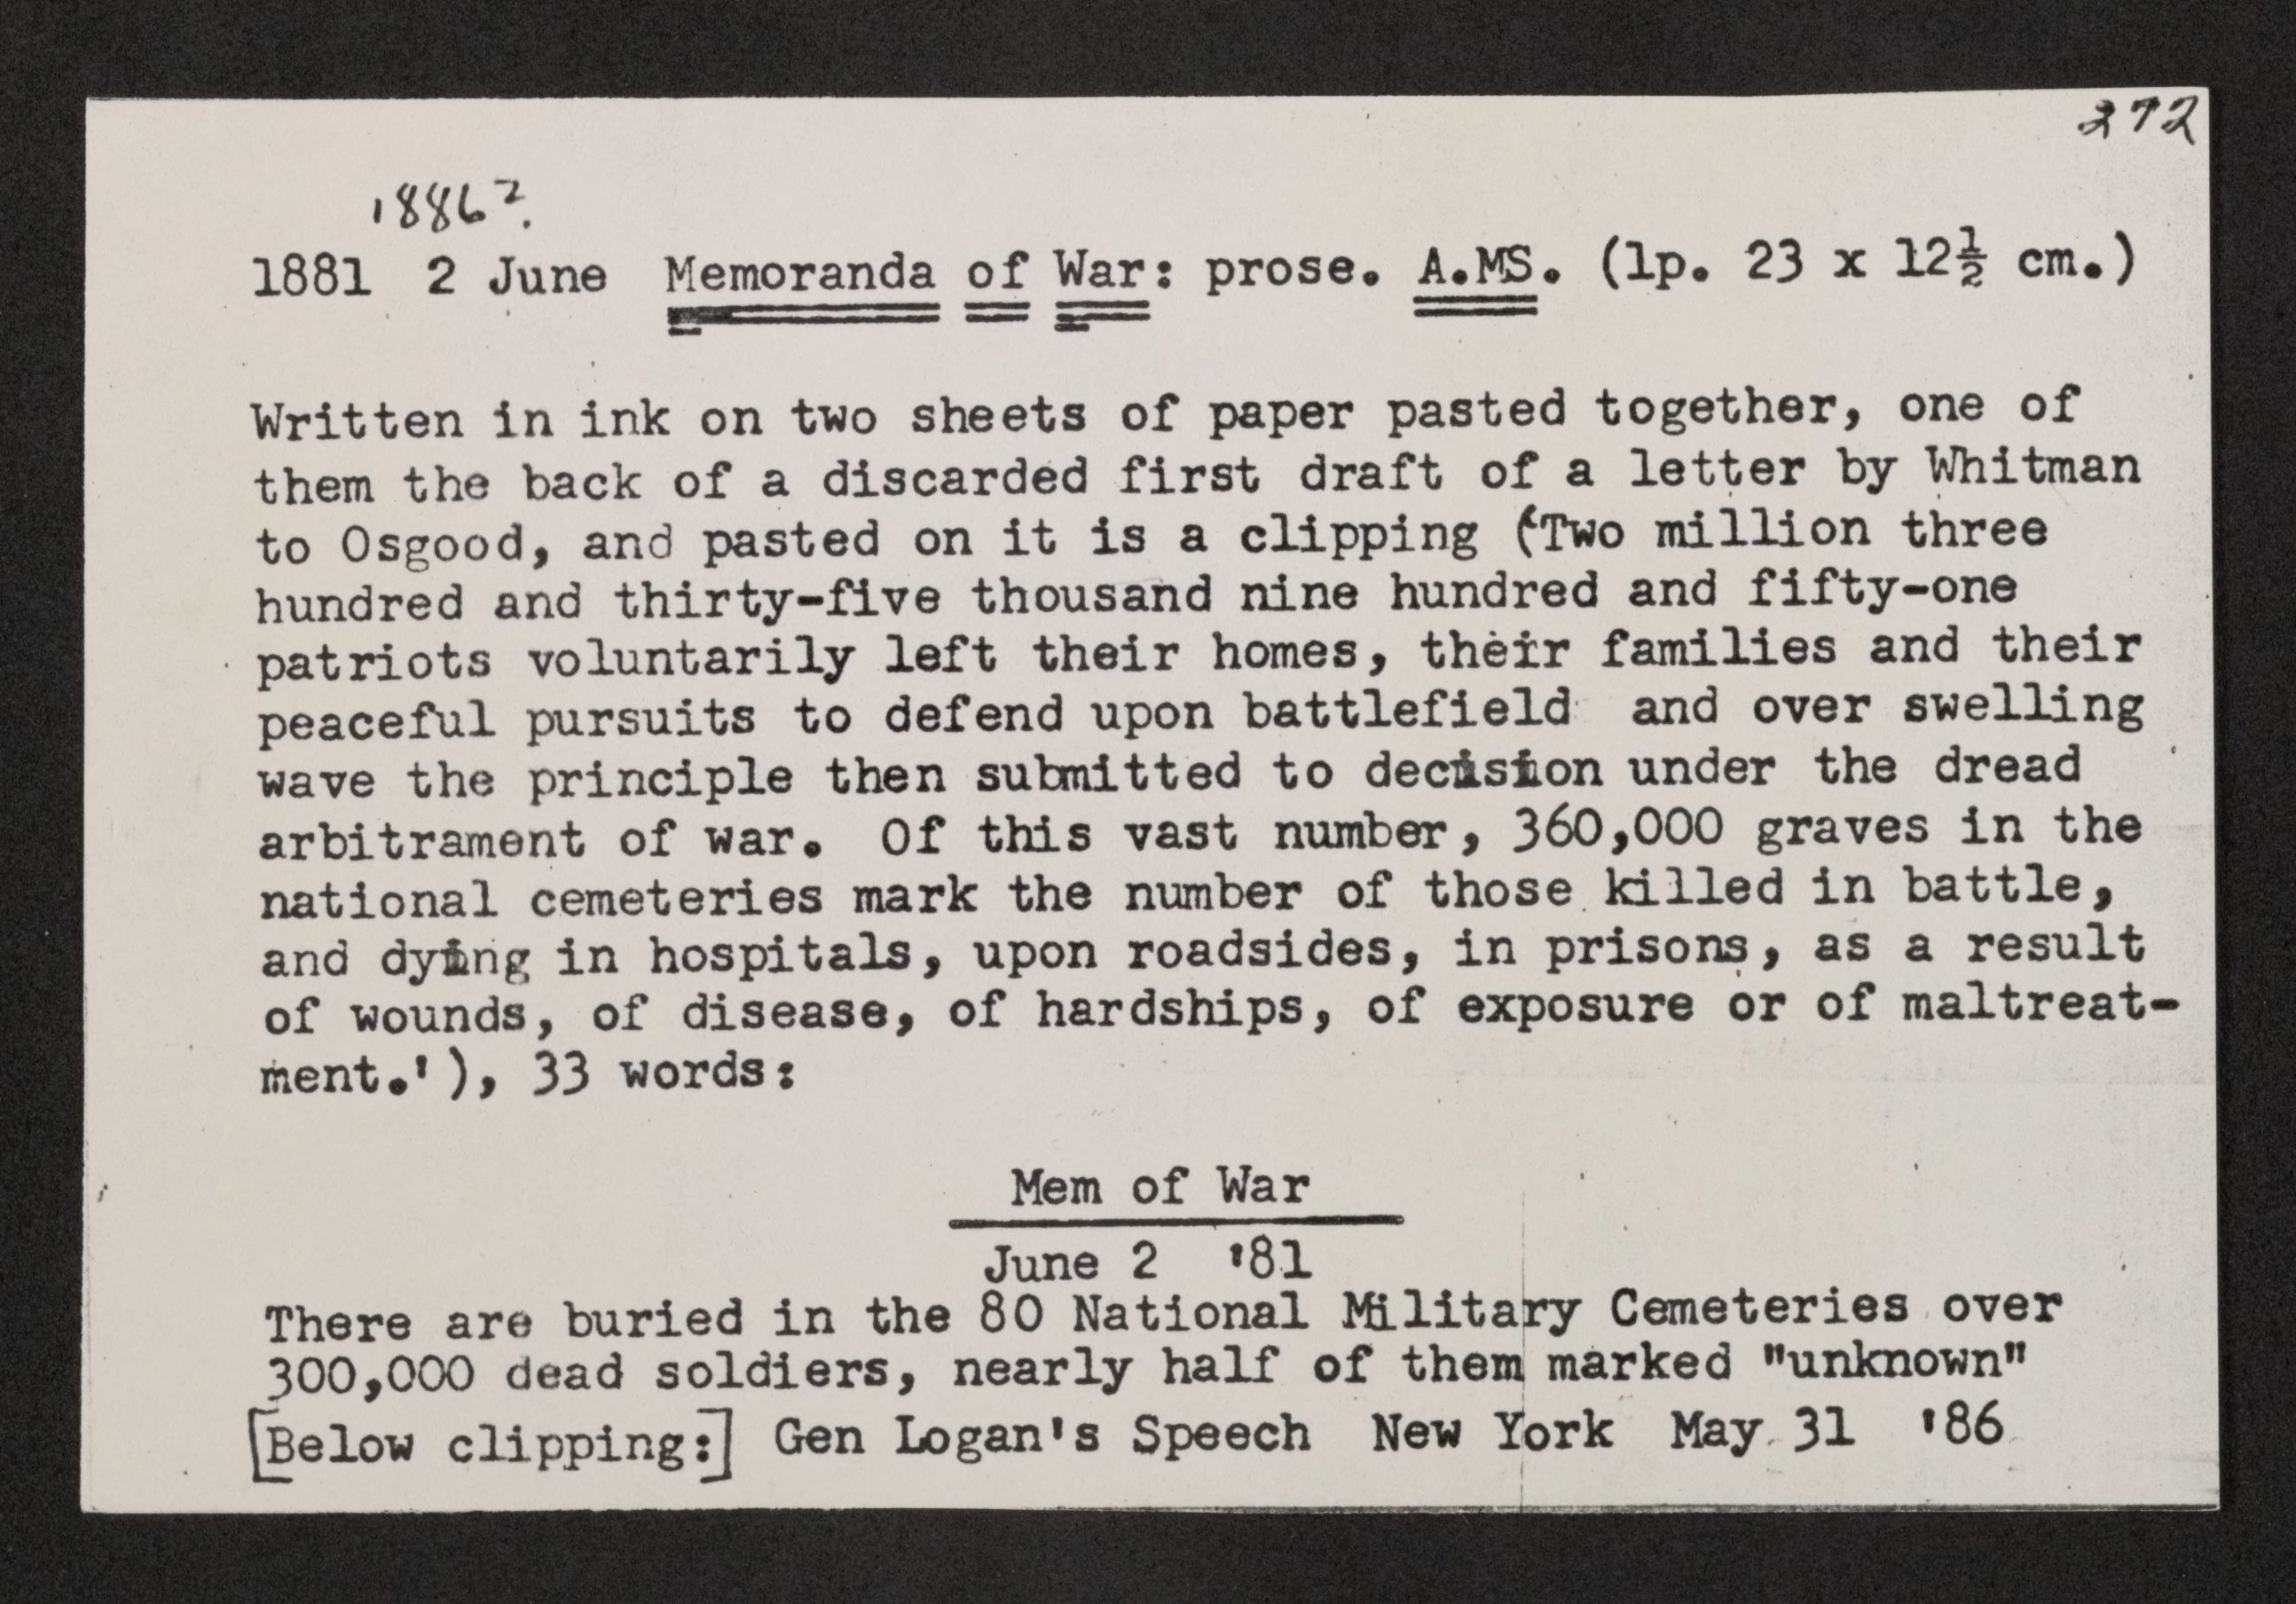 272
1886?
1881 2 June Memoranda of War: prose. A.MS. (1p. 23 x 12½ cm.)
Written in ink on two sheets of paper pasted together, one of
them the back of a discarded first draft of a letter by Whitman
to Osgood, and pasted on it is a clipping ('Two million three
hundred and thirty-five thousand nine hundred and fifty-one
patriots voluntarily left their homes, their families and their
peaceful pursuits to defend upon battlefield and over swelling
wave the principle then submitted to decision under the dread
arbitrament of war. Of this vast number, 360,000 graves in the
national cemeteries mark the number of those killed in battle,
and dying in hospitals, upon roadsides, in prisons, as a result
of wounds, of disease, of hardships, of exposure or of maltreat-
ment.'), 33 words:
Mem of War
June 2 '81
There are buried in the 80 National Military Cemeteries over
300,000 dead soldiers, nearly half of them marked "unknown"
[Below clipping:] Gen Logan's Speech New York May 31 '86